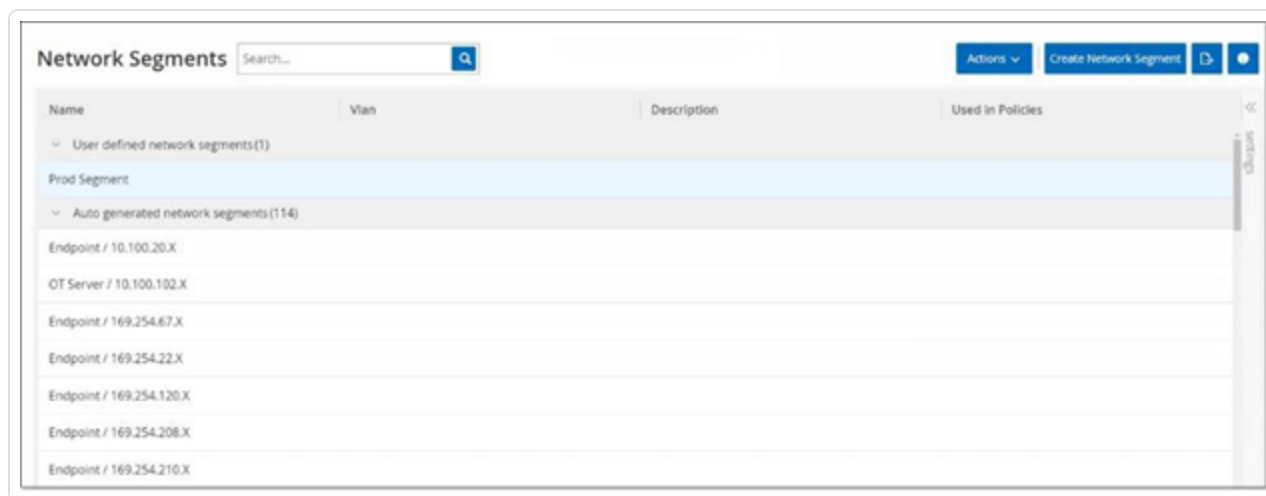 Network Segments Search... Actions Create Network Segment
Name Vlan Description Used in Policies
User defined network segments (1)
Prod Segment
Auto generated network segments (114)
Endpoint / 10.100.20.X
OT Server / 10.100.102.X
Endpoint / 169.254.67.X
Endpoint / 169.254.22.X
Endpoint / 169.254.120.X
Endpoint / 169.254.208.X
Endpoint / 169.254.210.X
settings